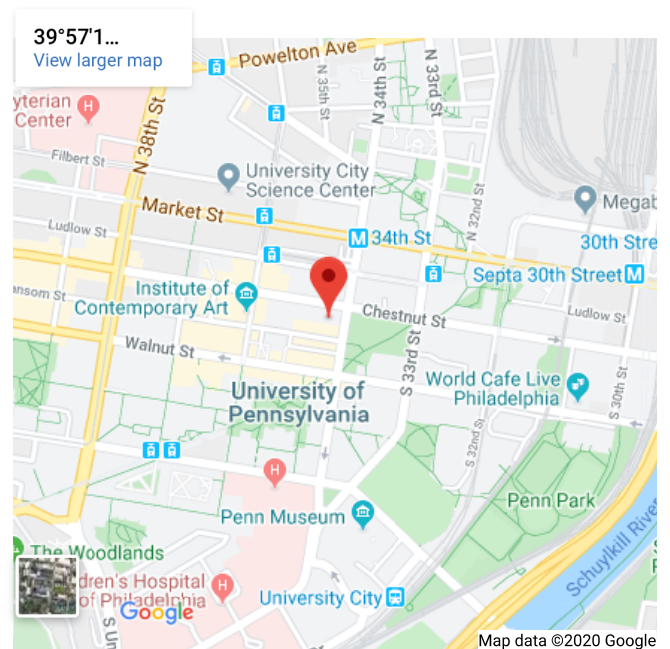 39°57'1...
View larger map
Powelton Ave
N 38th St
N 35th St
N 34th St
N 33rd St
yterian
Center
H
Filbert St
University City
Science Center
N 32nd St
Megab
Market St
M 34th St
30th Stre
Ludlow St
Septa 30th Street M
Institute of
Contemporary Art
ansom St
Chestnut St
Ludlow St
Walnut St
S 33rd St
World Cafe Live
Philadelphia
S 30th St
University of
Pennsylvania
S 32nd St
H
Penn Museum
Penn Park
The Woodlands
dren's Hospital
of Philadelphia
H
Google
University City
Schuylkill River
S Un
Map data ©2020 Google